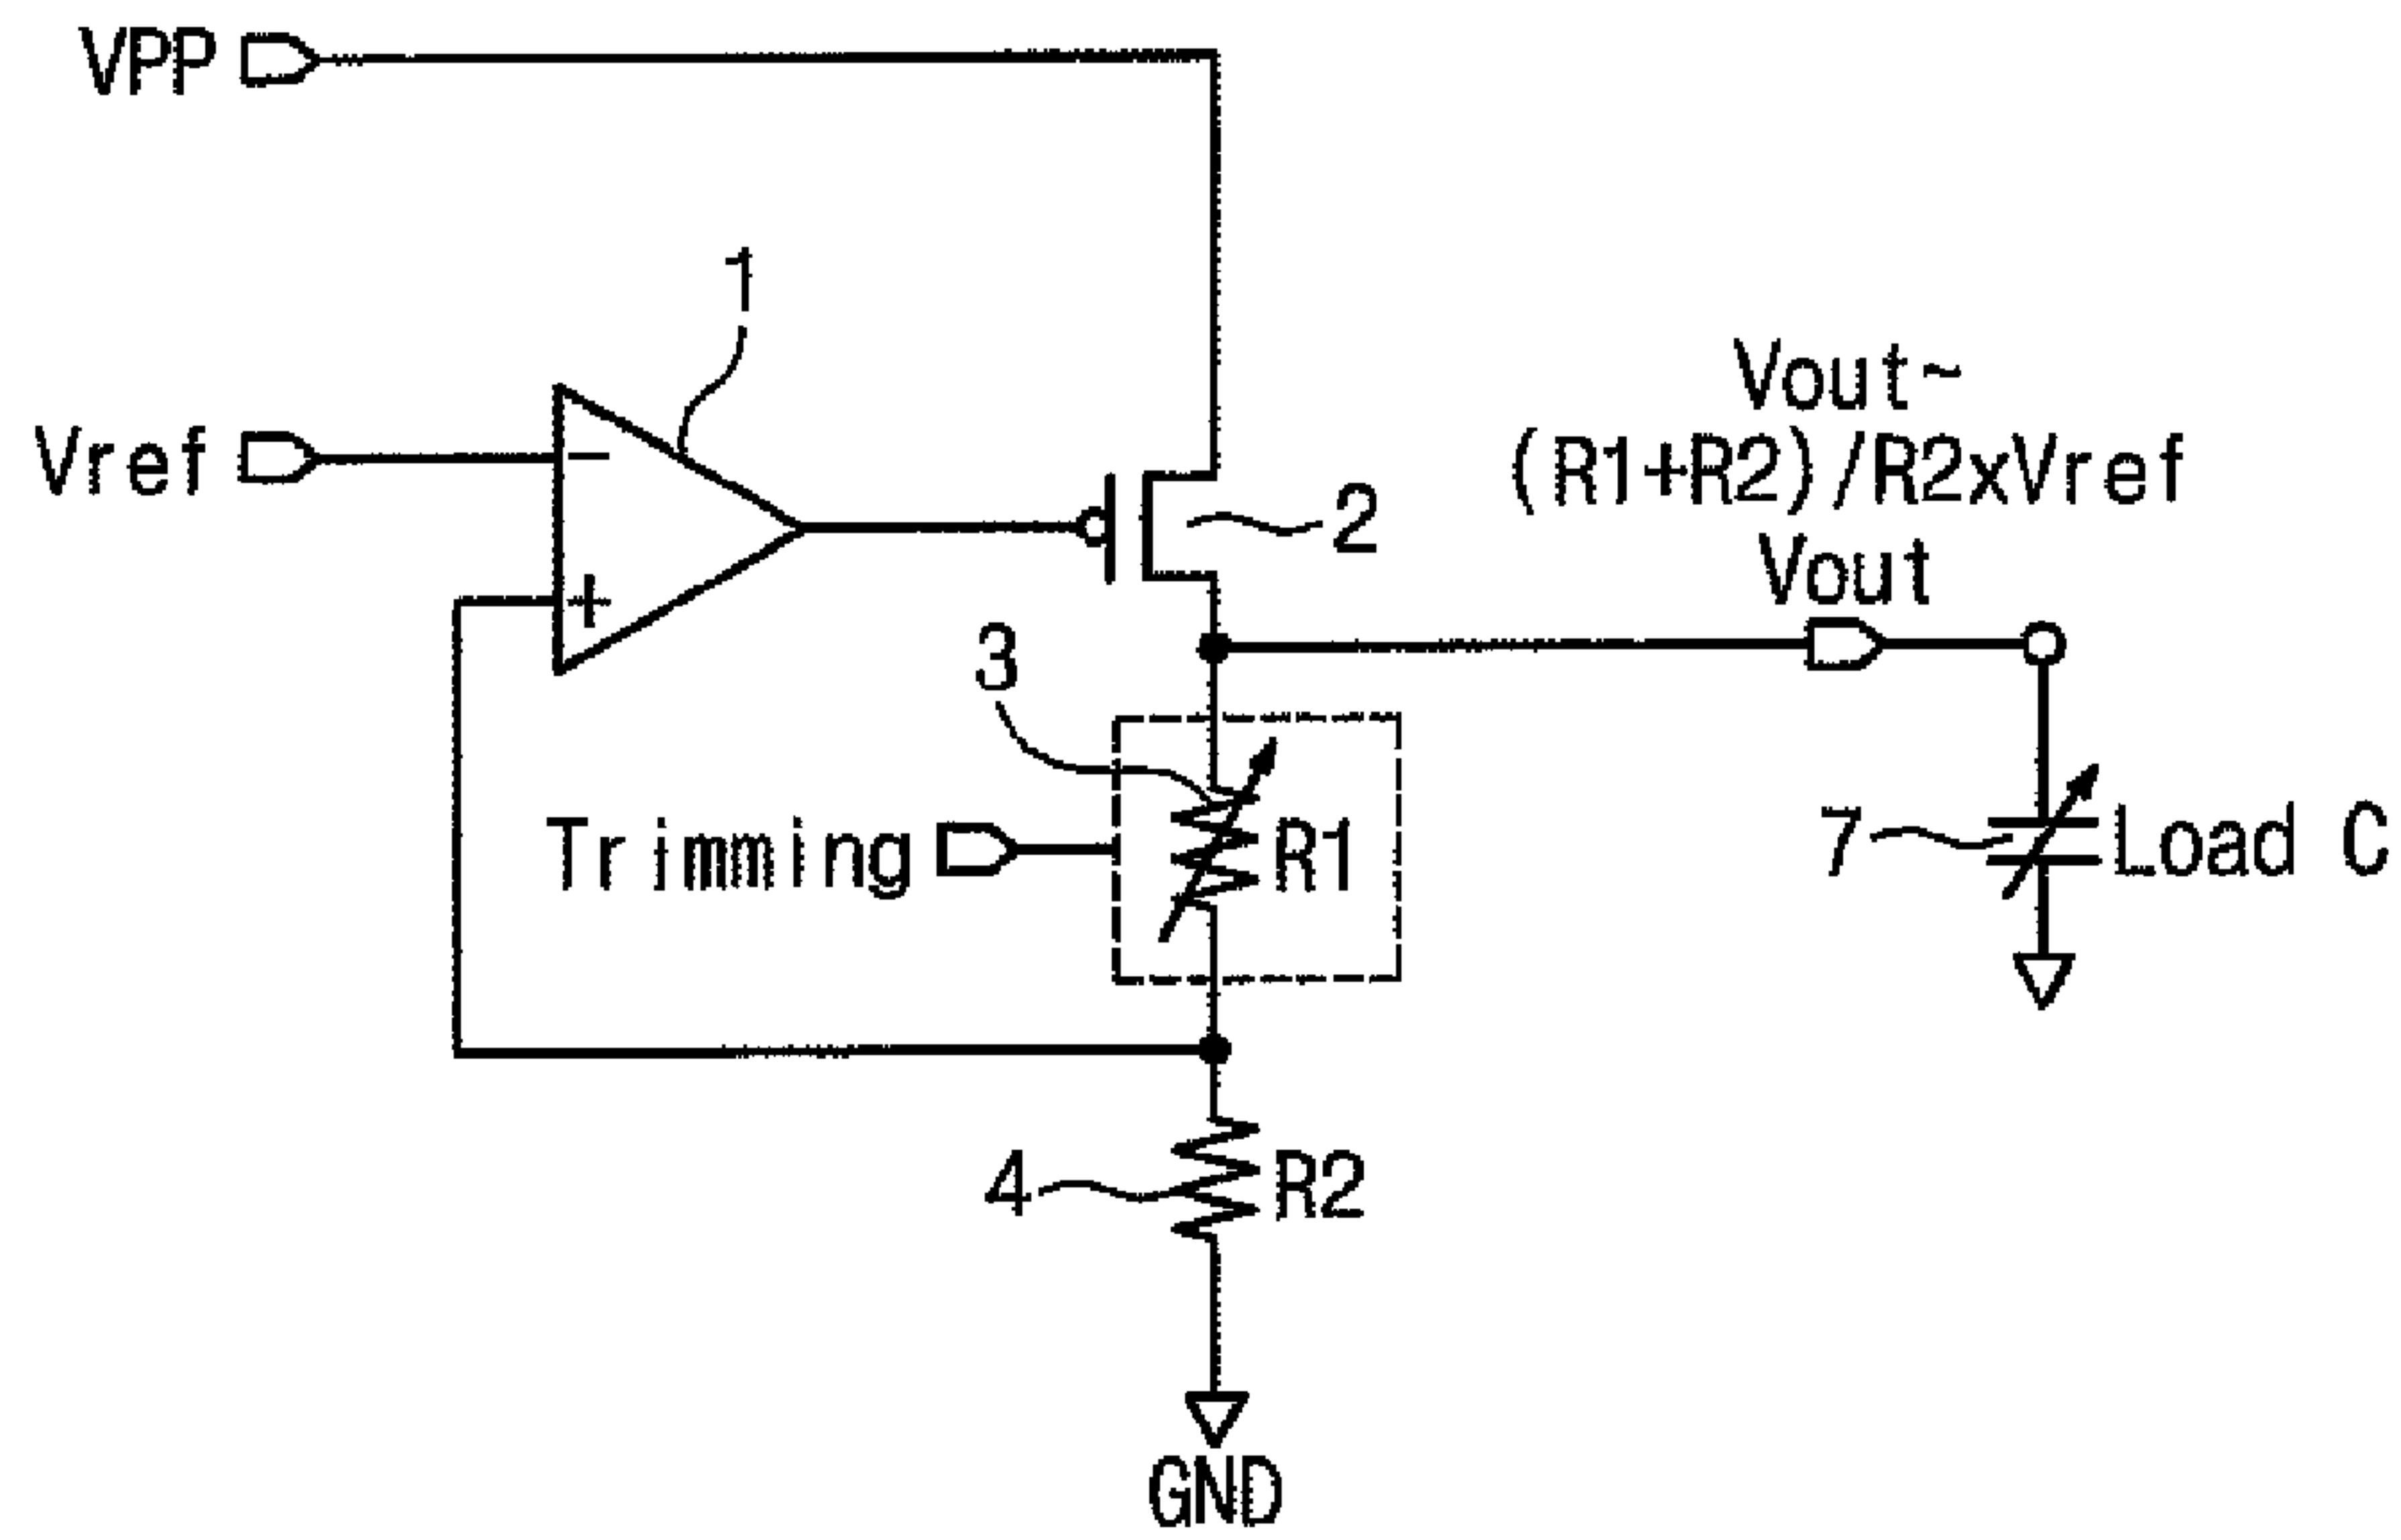 VPP
1
Vref
-
+
2
Vout~
(R1+R2)/R2xVref
Vout
3
Trimming
R1
7
Load C
4
R2
GND